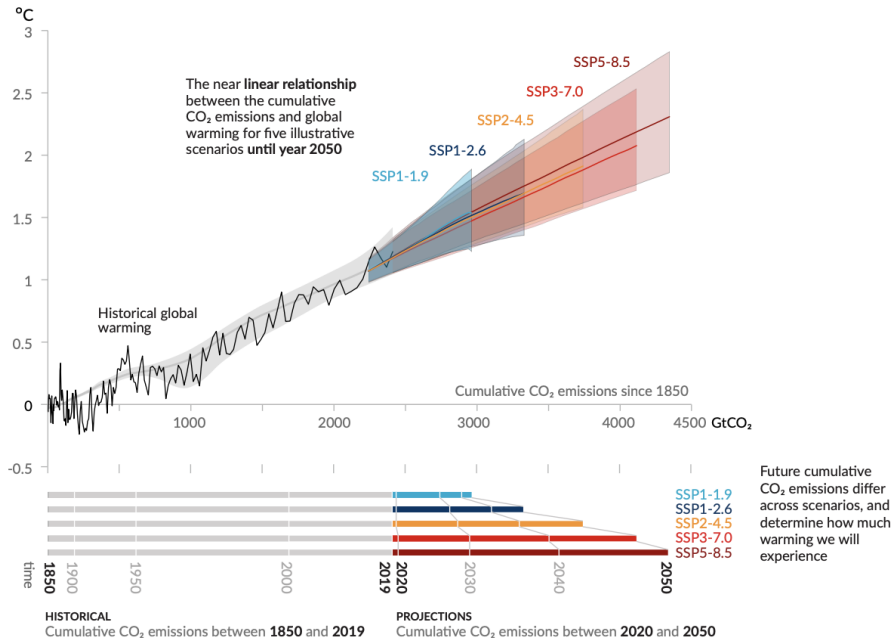 °C
3
2.5
2
1.5
1
0.5
0
-0.5
The near linear relationship
between the cumulative
CO₂ emissions and global
warming for five illustrative
scenarios until year 2050
SSP5-8.5
SSP3-7.0
SSP2-4.5
SSP1-2.6
SSP1-1.9
Historical global
warming
Cumulative CO₂ emissions since 1850
1000
2000
3000
4000
4500
GtCO₂
SSP1-1.9
SSP1-2.6
SSP2-4.5
SSP3-7.0
SSP5-8.5
Future cumulative
CO₂ emissions differ
across scenarios, and
determine how much
warming we will
experience
time
1850
1900
1950
2000
2019
2020
2030
2040
2050
HISTORICAL
Cumulative CO₂ emissions between 1850 and 2019
PROJECTIONS
Cumulative CO₂ emissions between 2020 and 2050